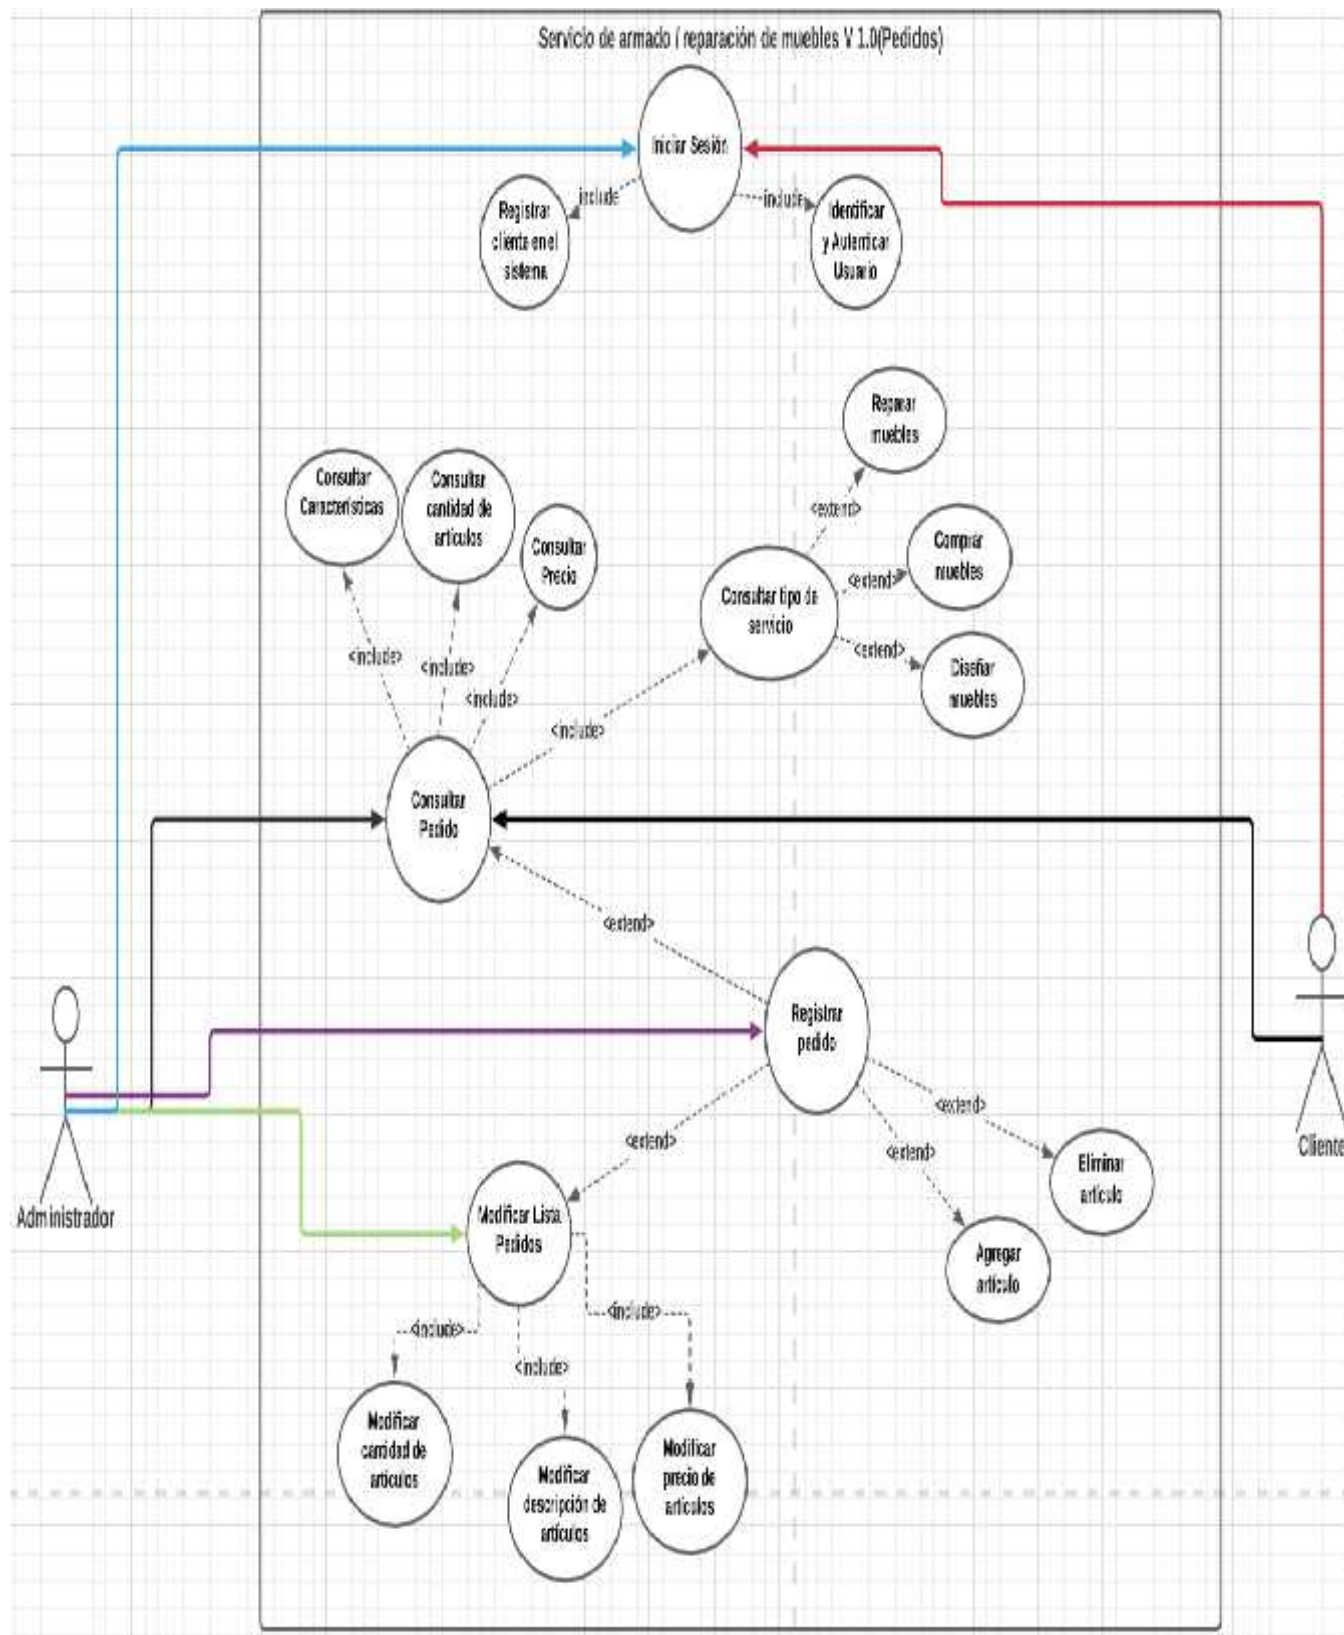 Servicio de armado / reparación de muebles V 1.0(Pedidos)
Iniciar Sesión
include
include
Registrar
cliente en el
sistema
Identificar
y Autenticar
Usuario
Reparar
muebles
Consultar
Características
Consultar
cantidad de
artículos
Consultar
Precio
<extend>
Comprar
muebles
<extend>
Consultar tipo de
servicio
<extend>
Diseñar
muebles
<include>
<include>
<include>
<include>
Consultar
Pedido
<extend>
Registrar
pedido
<extend>
<extend>
<extend>
Eliminar
artículo
Administrador
Cliente
Modificar Lista
Pedidos
Agregar
artículo
<include>
<include>
<include>
Modificar
cantidad de
artículos
Modificar
descripción de
artículos
Modificar
precio de
artículos